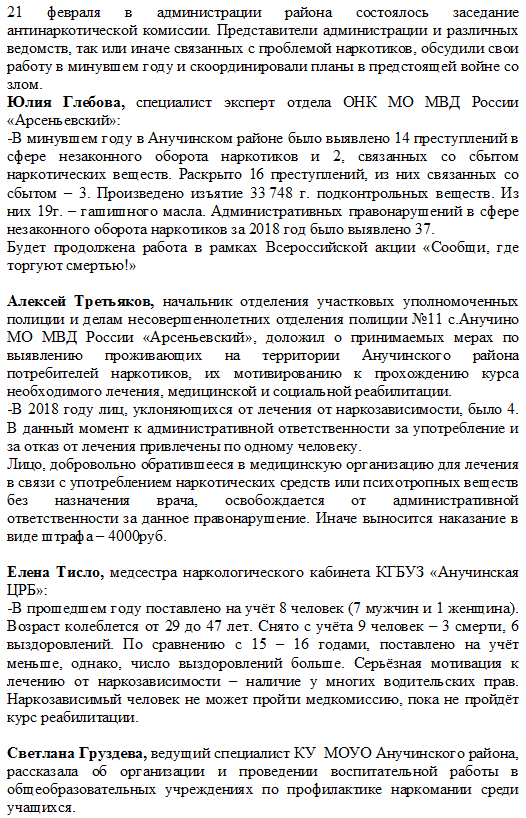 21 февраля в администрации района состоялось заседание
антинаркотической комиссии. Представители администрации и различных
ведомств, так или иначе связанных с проблемой наркотиков, обсудили свои
работу в минувшем году и скоординировали планы в предстоящей войне со
злом.
Юлия Глебова, специалист эксперт отдела ОНК МО МВД России
«Арсеньевский»:
-В минувшем году в Анучинском районе было выявлено 14 преступлений в
сфере незаконного оборота наркотиков и 2, связанных со сбытом
наркотических веществ. Раскрыто 16 преступлений, из них связанных со
сбытом – 3. Произведено изъятие 33 748 г. подконтрольных веществ. Из
них 19г. – гашишного масла. Административных правонарушений в сфере
незаконного оборота наркотиков за 2018 год было выявлено 37.
Будет продолжена работа в рамках Всероссийской акции «Сообщи, где
торгуют смертью!»
Алексей Третьяков, начальник отделения участковых уполномоченных
полиции и делам несовершеннолетних отделения полиции №11 с.Анучино
МО МВД России «Арсеньевский», доложил о принимаемых мерах по
выявлению проживающих на территории Анучинского района
потребителей наркотиков, их мотивированию к прохождению курса
необходимого лечения, медицинской и социальной реабилитации.
-В 2018 году лиц, уклоняющихся от лечения от наркозависимости, было 4.
В данный момент к административной ответственности за употребление и
за отказ от лечения привлечены по одному человеку.
Лицо, добровольно обратившееся в медицинскую организацию для лечения
в связи с употреблением наркотических средств или психотропных веществ
без назначения врача, освобождается от административной
ответственности за данное правонарушение. Иначе выносится наказание в
виде штрафа – 4000руб.
Елена Тисло, медсестра наркологического кабинета КГБУЗ «Анучинская
ЦРБ»:
-В прошедшем году поставлено на учёт 8 человек (7 мужчин и 1 женщина).
Возраст колеблется от 29 до 47 лет. Снято с учёта 9 человек – 3 смерти, 6
выздоровлений. По сравнению с 15 – 16 годами, поставлено на учёт
меньше, однако, число выздоровлений больше. Серьёзная мотивация к
лечению от наркозависимости – наличие у многих водительских прав.
Наркозависимый человек не может пройти медкомиссию, пока не пройдёт
курс реабилитации.
Светлана Груздева, ведущий специалист КУ МОУО Анучинского района,
рассказала об организации и проведении воспитательной работы в
общеобразовательных учреждениях по профилактике наркомании среди
учащихся.